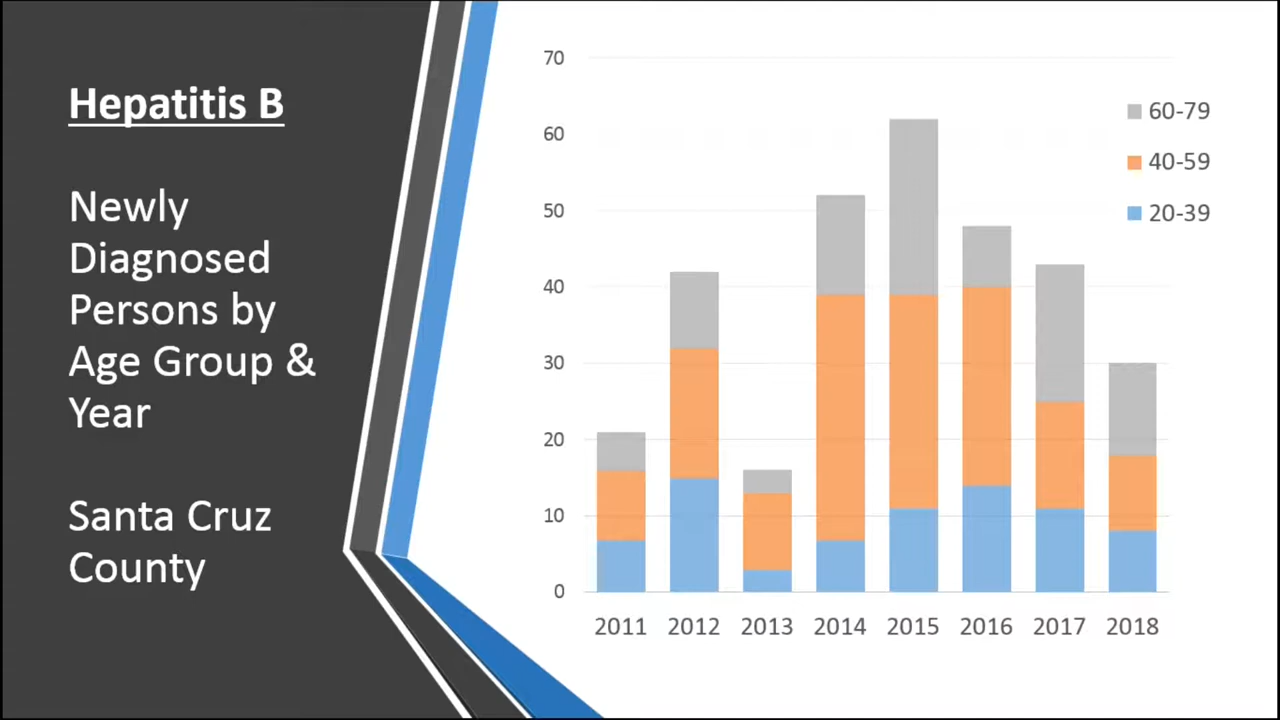 Hepatitis B
Newly
Diagnosed
Persons by
Age Group &
Year
Santa Cruz
County
70
60
50
40
30
20
10
0
2011 2012 2013 2014 2015 2016 2017 2018
60-79
40-59
20-39